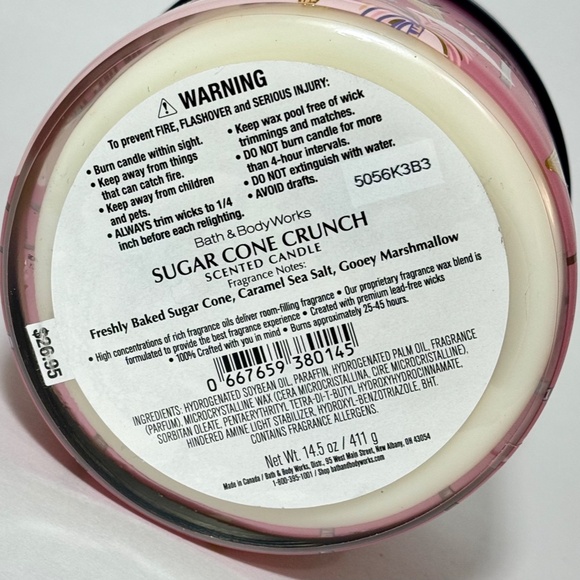 ⚠ WARNING
To prevent FIRE, FLASHOVER and SERIOUS INJURY:
• Burn candle within sight.
• Keep away from things
that can catch fire.
• Keep away from children
and pets.
• ALWAYS trim wicks to 1/4
inch before each relighting.
• Keep wax pool free of wick
trimmings and matches.
• DO NOT burn candle for more
than 4-hour intervals.
• DO NOT extinguish with water.
• AVOID drafts.
5056K3B3
Bath & Body Works
SUGAR CONE CRUNCH
SCENTED CANDLE
Fragrance Notes:
Freshly Baked Sugar Cone, Caramel Sea Salt, Gooey Marshmallow
• High concentrations of rich fragrance oils deliver room-filling fragrance • Our proprietary fragrance wax blend is
formulated to provide the best fragrance experience • Created with premium lead-free wicks
• 100% Crafted with you in mind • Burns approximately 25-45 hours.
$26.95
0 667659 380145
INGREDIENTS: HYDROGENATED SOYBEAN OIL, PARAFFIN, HYDROGENATED PALM OIL, FRAGRANCE
(PARFUM), MICROCRYSTALLINE WAX (CERA MICROCRISTALLINA, CIRE MICROCRISTALLINE),
SORBITAN OLEATE, PENTAERYTHRITYL TETRA-DI-T-BUTYL HYDROXYHYDROCINNAMATE,
HINDERED AMINE LIGHT STABILIZER, HYDROXYL-BENZOTRIAZOLE, BHT.
CONTAINS FRAGRANCE ALLERGENS.
Net Wt. 14.5 oz / 411 g
Made in Canada / Bath & Body Works, Distr., 95 West Main Street, New Albany, OH 43054
1-800-395-1001 / Shop bathandbodyworks.com